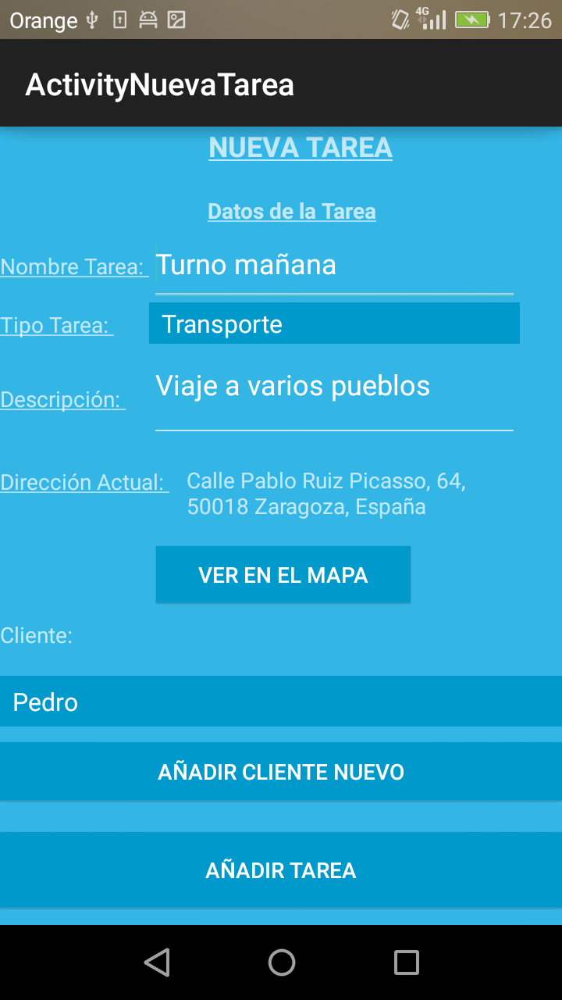 Orange 4G 17:26
ActivityNuevaTarea
NUEVA TAREA
Datos de la Tarea
Nombre Tarea: Turno mañana
Tipo Tarea: Transporte
Descripción: Viaje a varios pueblos
Dirección Actual: Calle Pablo Ruiz Picasso, 64,
50018 Zaragoza, España
VER EN EL MAPA
Cliente:
Pedro
AÑADIR CLIENTE NUEVO
AÑADIR TAREA